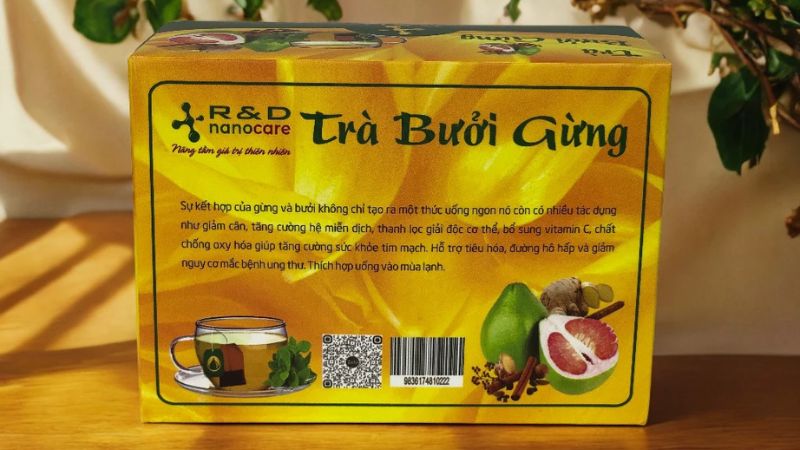 Trà
Bưởi Gừng
R&D
nanocare
Nâng tầm giá trị thiên nhiên
Trà Bưởi Gừng
Sự kết hợp của gừng và bưởi không chỉ tạo ra một thức uống ngon nó còn có nhiều tác dụng
như giảm cân, tăng cường hệ miễn dịch, thanh lọc giải độc cơ thể, bổ sung vitamin C, chất
chống oxy hóa giúp tăng cường sức khỏe tim mạch. Hỗ trợ tiêu hóa, đường hô hấp và giảm
nguy cơ mắc bệnh ung thư. Thích hợp uống vào mùa lạnh.
9836174810222